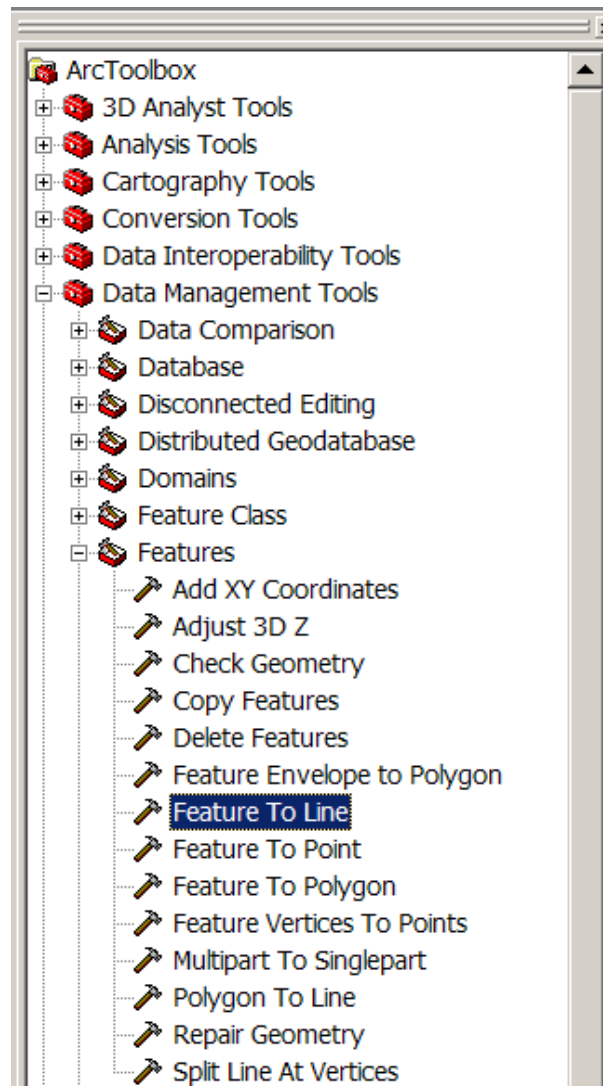 ArcToolbox
3D Analyst Tools
Analysis Tools
Cartography Tools
Conversion Tools
Data Interoperability Tools
Data Management Tools
Data Comparison
Database
Disconnected Editing
Distributed Geodatabase
Domains
Feature Class
Features
Add XY Coordinates
Adjust 3D Z
Check Geometry
Copy Features
Delete Features
Feature Envelope to Polygon
Feature To Line
Feature To Point
Feature To Polygon
Feature Vertices To Points
Multipart To Singlepart
Polygon To Line
Repair Geometry
Split Line At Vertices